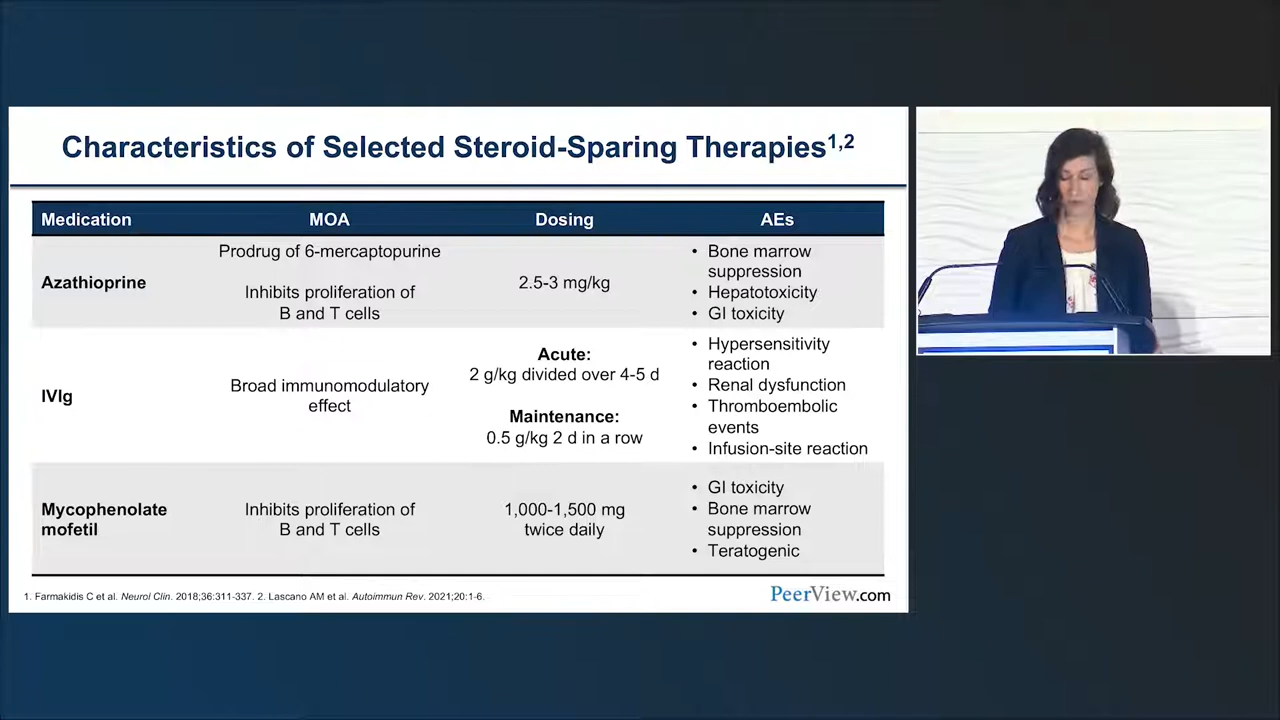 Characteristics of Selected Steroid-Sparing Therapies1,2
Medication MOA Dosing AEs
Azathioprine
Prodrug of 6-mercaptopurine
Inhibits proliferation of
B and T cells
2.5-3 mg/kg
• Bone marrow
suppression
• Hepatotoxicity
• GI toxicity
IVIg
Broad immunomodulatory
effect
Acute:
2 g/kg divided over 4-5 d
Maintenance:
0.5 g/kg 2 d in a row
• Hypersensitivity
reaction
• Renal dysfunction
• Thromboembolic
events
• Infusion-site reaction
Mycophenolate
mofetil
Inhibits proliferation of
B and T cells
1,000-1,500 mg
twice daily
• GI toxicity
• Bone marrow
suppression
• Teratogenic
1. Farmakidis C et al. Neurol Clin. 2018;36:311-337. 2. Lascano AM et al. Autoimmun Rev. 2021;20:1-6.
PeerView.com